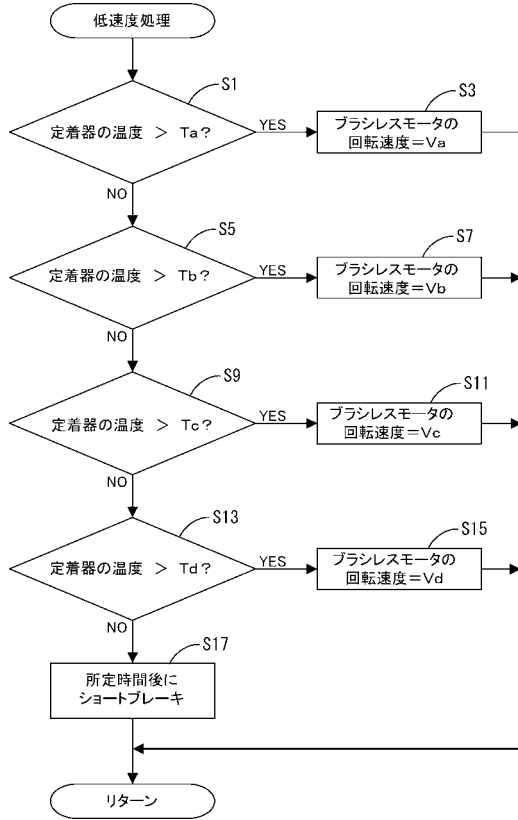 低速度処理
S1
定着器の温度 ＞ Ta？
YES
S3
ブラシレスモータの
回転速度＝Va
NO
S5
定着器の温度 ＞ Tb？
YES
S7
ブラシレスモータの
回転速度＝Vb
NO
S9
定着器の温度 ＞ Tc？
YES
S11
ブラシレスモータの
回転速度＝Vc
NO
S13
定着器の温度 ＞ Td？
YES
S15
ブラシレスモータの
回転速度＝Vd
NO
S17
所定時間後に
ショートブレーキ
リターン